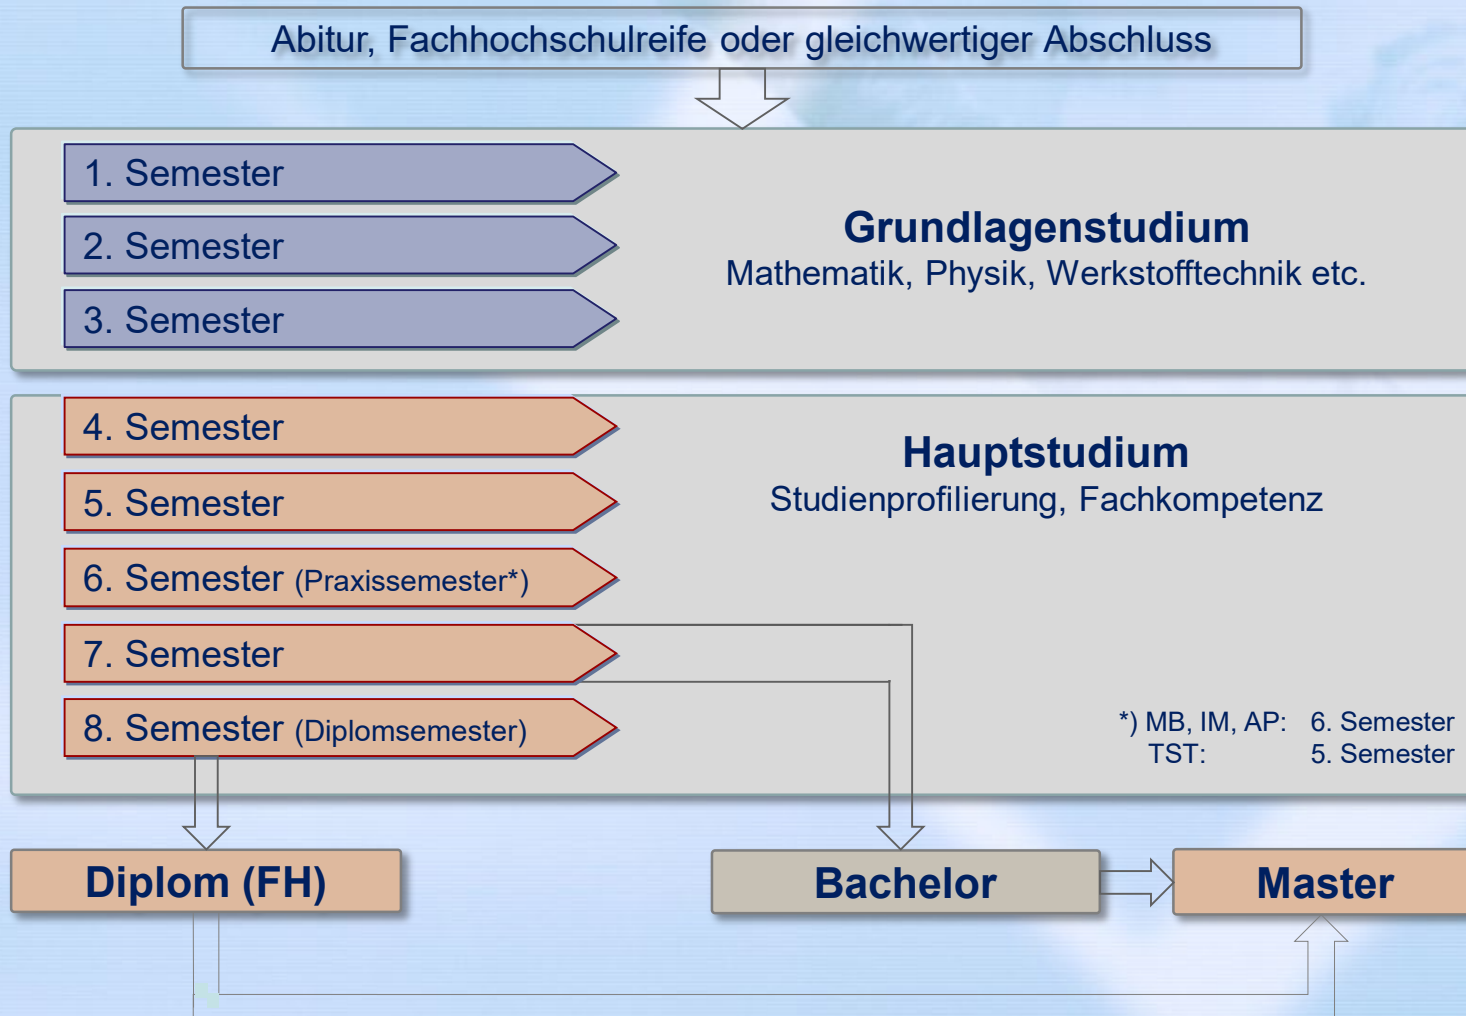 Abitur, Fachhochschulreife oder gleichwertiger Abschluss
1. Semester
2. Semester
3. Semester
Grundlagenstudium
Mathematik, Physik, Werkstofftechnik etc.
4. Semester
5. Semester
6. Semester (Praxissemester*)
7. Semester
8. Semester (Diplomsemester)
Hauptstudium
Studienprofilierung, Fachkompetenz
*) MB, IM, AP: 6. Semester
TST: 5. Semester
Diplom (FH)
Bachelor
Master